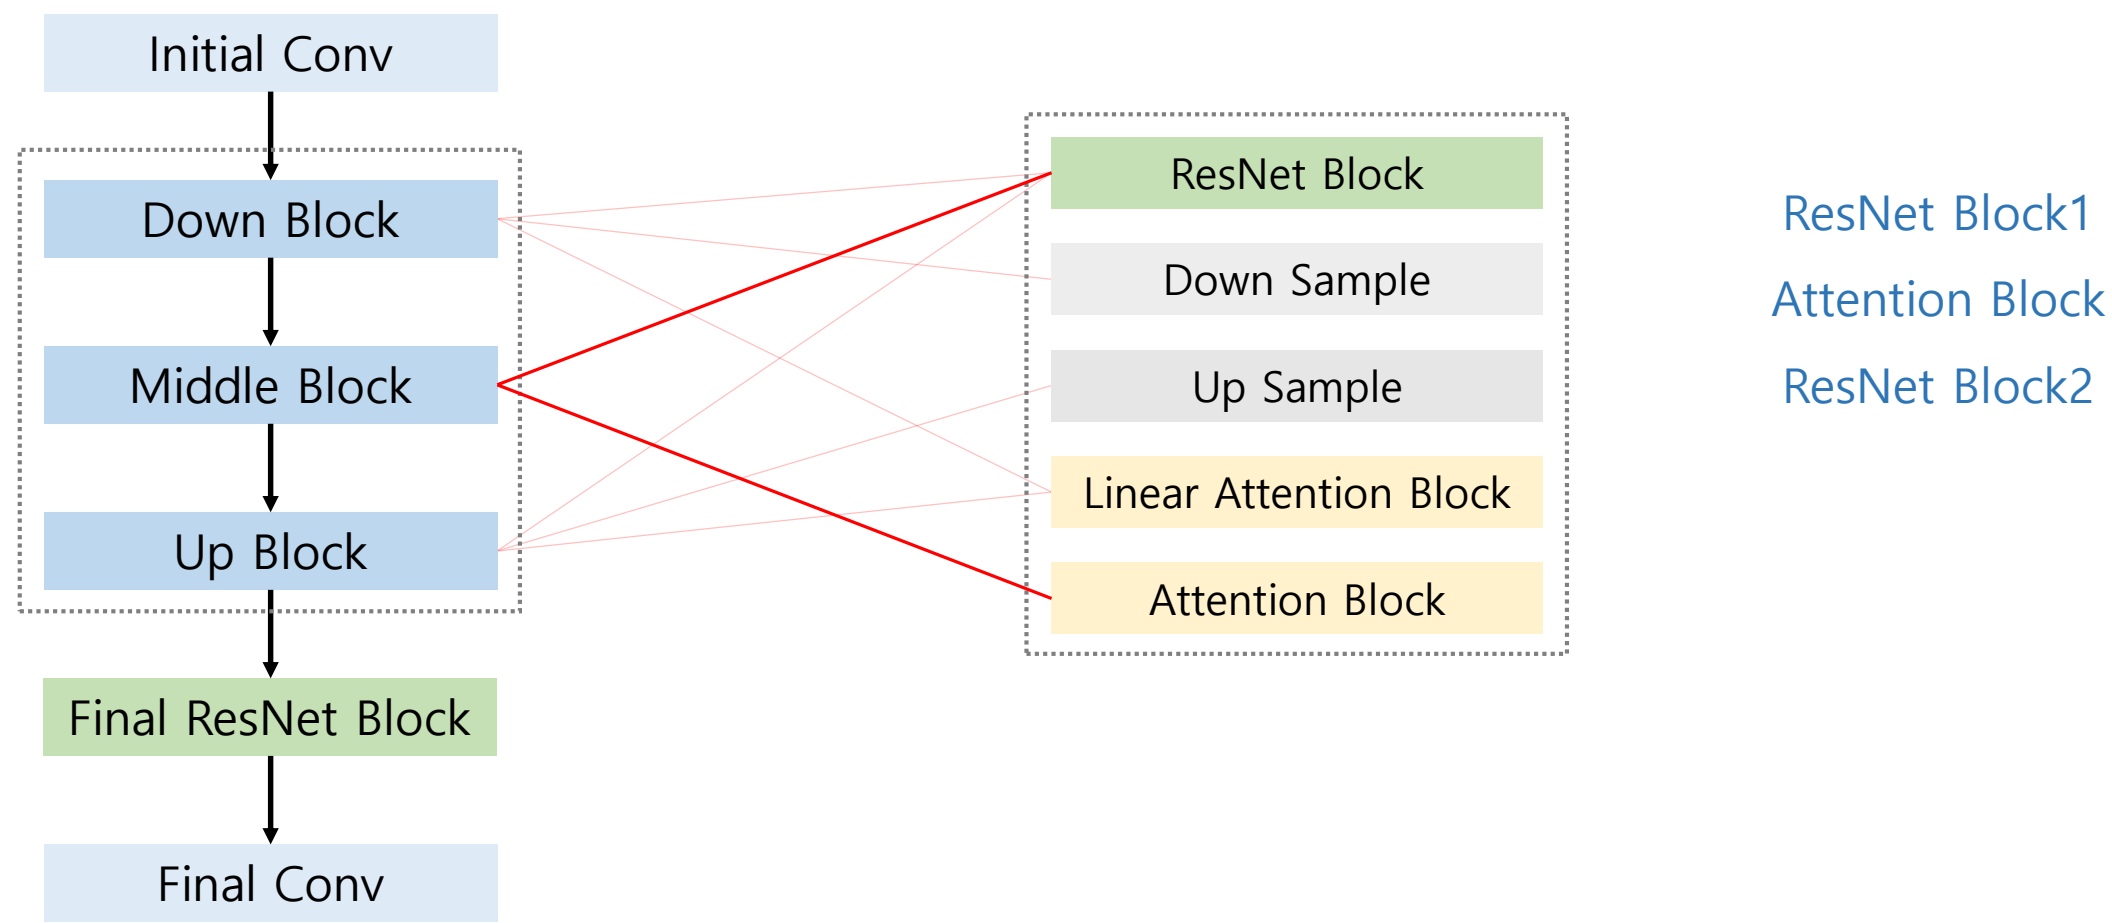 Initial Conv
Down Block
Middle Block
Up Block
Final ResNet Block
Final Conv
ResNet Block
Down Sample
Up Sample
Linear Attention Block
Attention Block
ResNet Block1
Attention Block
ResNet Block2